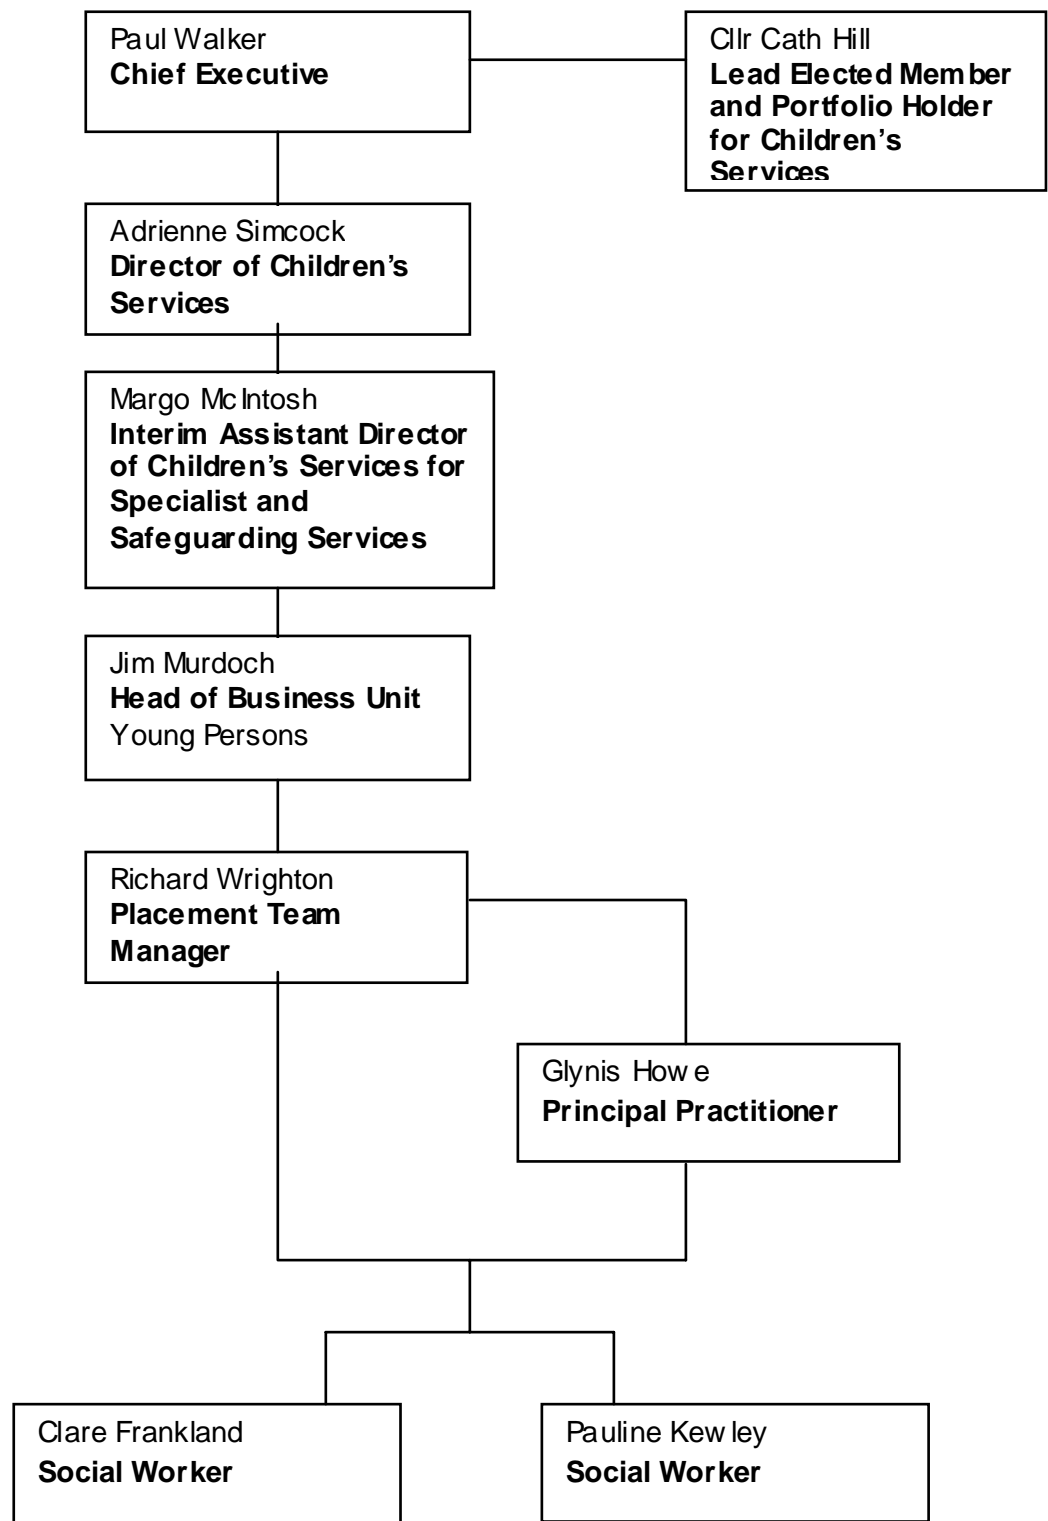 Paul Walker
Chief Executive
Cllr Cath Hill
Lead Elected Member
and Portfolio Holder
for Children’s
Services
Adrienne Simcock
Director of Children’s
Services
Margo McIntosh
Interim Assistant Director
of Children’s Services for
Specialist and
Safeguarding Services
Jim Murdoch
Head of Business Unit
Young Persons
Richard Wrighton
Placement Team
Manager
Glynis Howe
Principal Practitioner
Clare Frankland
Social Worker
Pauline Kewley
Social Worker